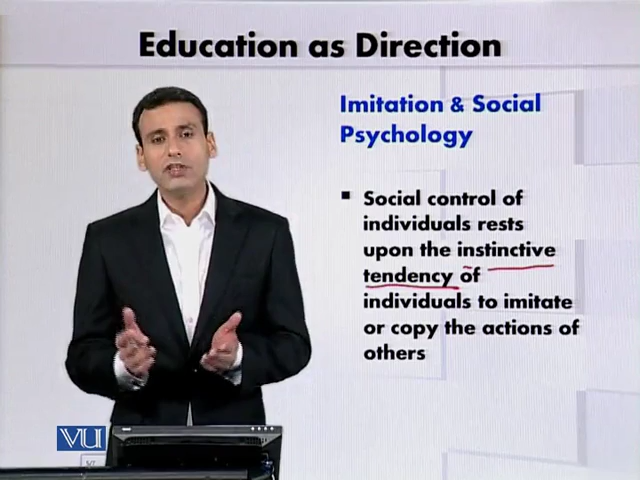 Education as Direction
Imitation & Social
Psychology
Social control of
individuals rests
upon the instinctive
tendency of
individuals to imitate
or copy the actions of
others
VU